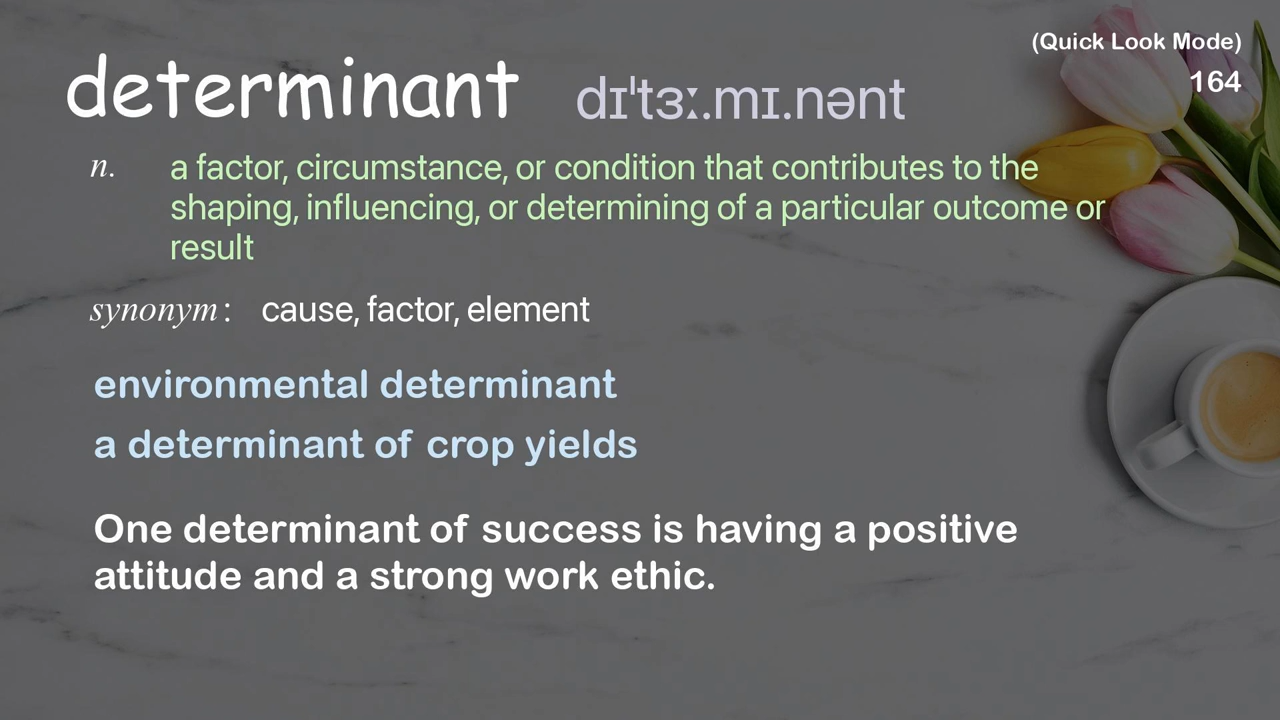 (Quick Look Mode)
164
determinant dɪˈtɜː.mɪ.nənt
n. a factor, circumstance, or condition that contributes to the
shaping, influencing, or determining of a particular outcome or
result
synonym: cause, factor, element
environmental determinant
a determinant of crop yields
One determinant of success is having a positive
attitude and a strong work ethic.